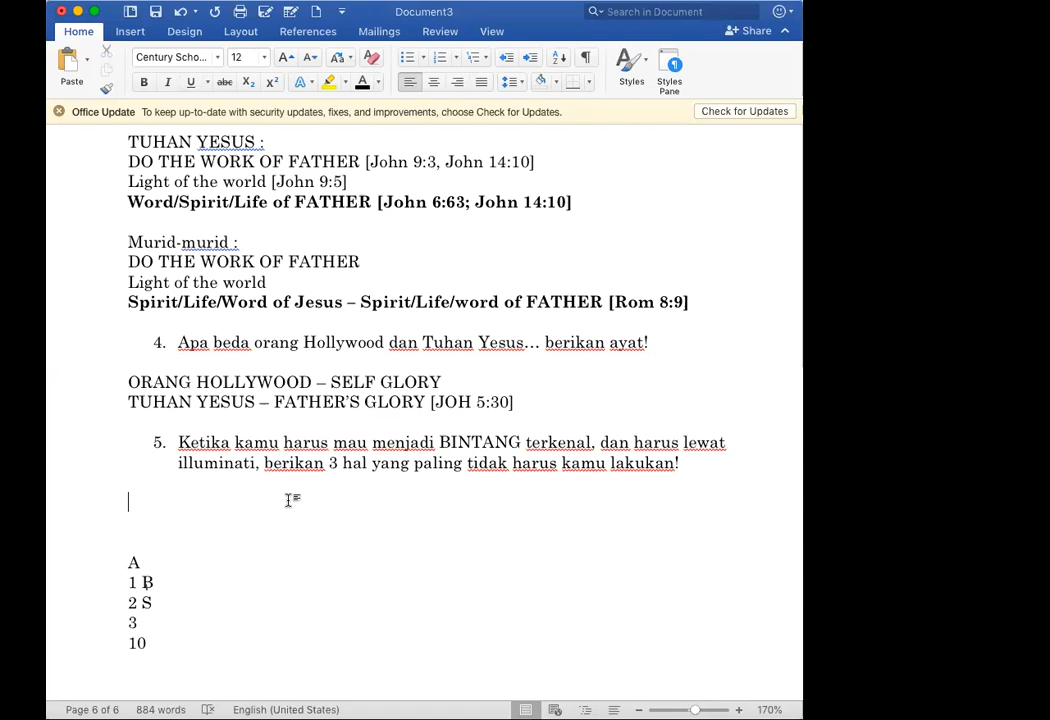 Document3
Search in Document
Home Insert Design Layout References Mailings Review View Share
Paste
Century Scho... 12
B I U abc X₂ X² A A
Styles
Styles Pane
Office Update To keep up-to-date with security updates, fixes, and improvements, choose Check for Updates. Check for Updates
TUHAN YESUS :
DO THE WORK OF FATHER [John 9:3, John 14:10]
Light of the world [John 9:5]
Word/Spirit/Life of FATHER [John 6:63; John 14:10]
Murid-murid :
DO THE WORK OF FATHER
Light of the world
Spirit/Life/Word of Jesus – Spirit/Life/word of FATHER [Rom 8:9]
4. Apa beda orang Hollywood dan Tuhan Yesus… berikan ayat!
ORANG HOLLYWOOD – SELF GLORY
TUHAN YESUS – FATHER'S GLORY [JOH 5:30]
5. Ketika kamu harus mau menjadi BINTANG terkenal, dan harus lewat
illuminati, berikan 3 hal yang paling tidak harus kamu lakukan!
A
1 B
2 S
3
10
Page 6 of 6 884 words English (United States) 170%